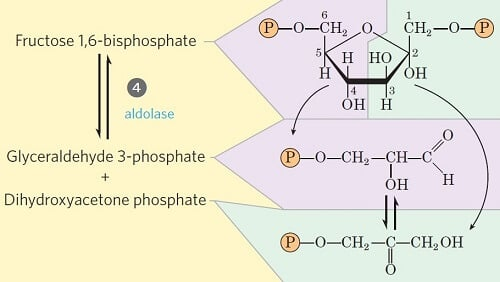 Fructose 1,6-bisphosphate
4
aldolase
Glyceraldehyde 3-phosphate
+
Dihydroxyacetone phosphate
6 1
P—O—CH₂ O CH₂—O—P
5 H HO 2
H OH
4 3
OH H
O
P—O—CH₂—CH—C
OH H
P—O—CH₂—C—CH₂OH
O